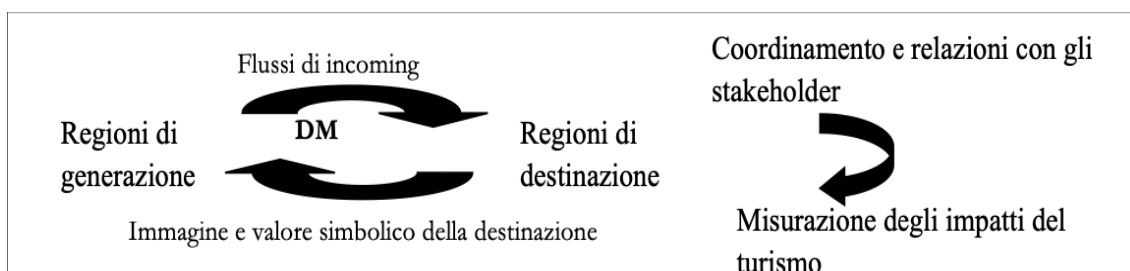 Flussi di incoming
DM
Regioni di
generazione
Regioni di
destinazione
Immagine e valore simbolico della destinazione
Coordinamento e relazioni con gli
stakeholder
Misurazione degli impatti del
turismo